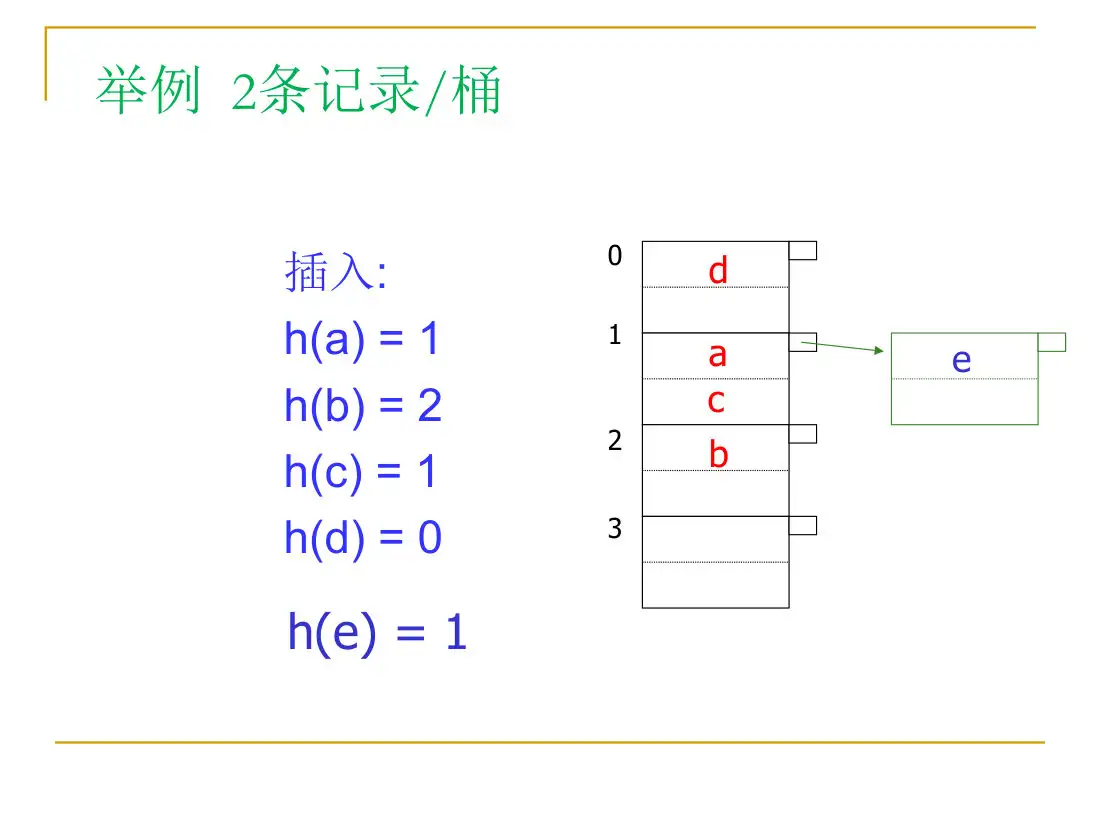 举例 2条记录/桶
插入:
h(a) = 1
h(b) = 2
h(c) = 1
h(d) = 0
h(e) = 1
0
d
1
a
c
e
2
b
3